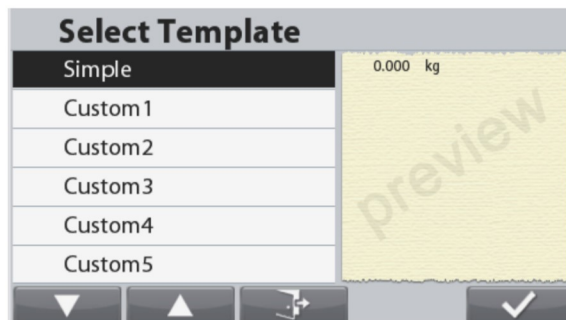 Select Template
Simple
Custom1
Custom2
Custom3
Custom4
Custom5
0.000 kg
preview